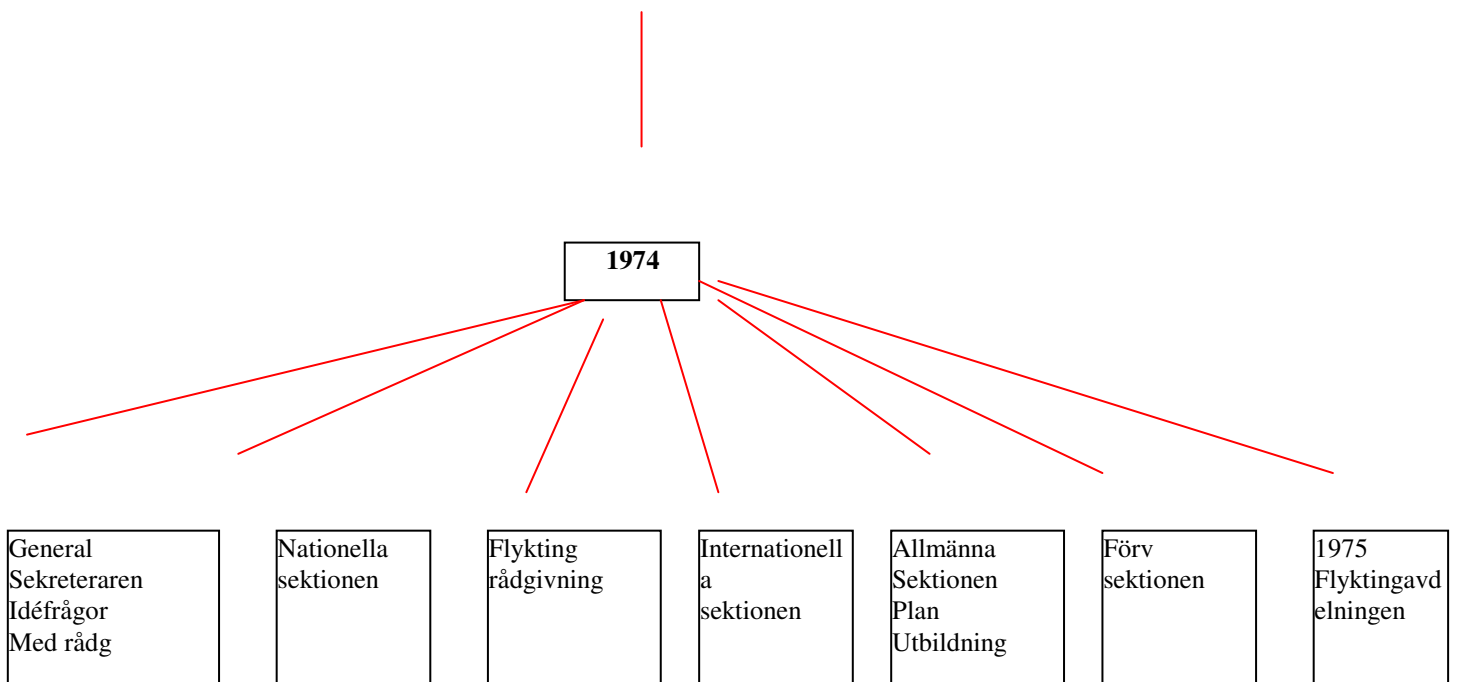 1974
General
Sekreteraren
Idéfrågor
Med rådg
Nationella
sektionen
Flykting
rådgivning
Internationell
a
sektionen
Allmänna
Sektionen
Plan
Utbildning
Förv
sektionen
1975
Flyktingavd
elningen